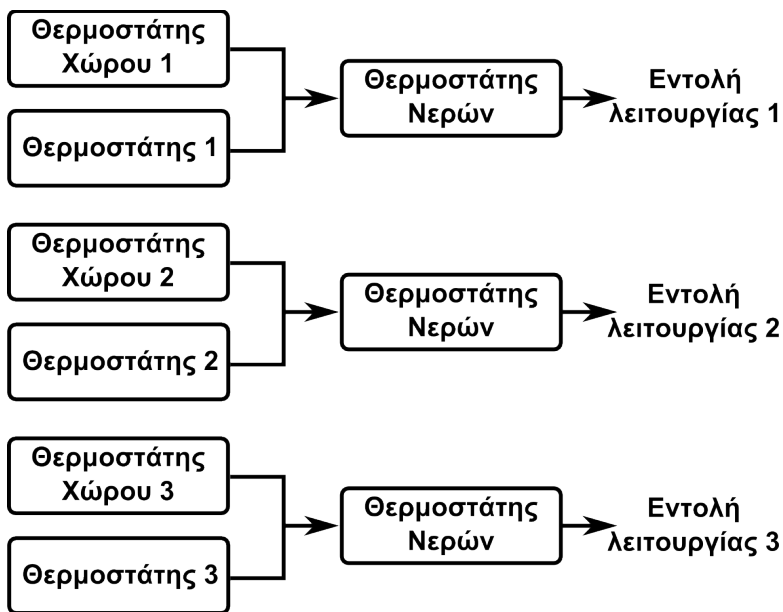 Θερμοστάτης
Χώρου 1
Θερμοστάτης 1
Θερμοστάτης
Νερών
Εντολή
λειτουργίας 1
Θερμοστάτης
Χώρου 2
Θερμοστάτης 2
Θερμοστάτης
Νερών
Εντολή
λειτουργίας 2
Θερμοστάτης
Χώρου 3
Θερμοστάτης 3
Θερμοστάτης
Νερών
Εντολή
λειτουργίας 3